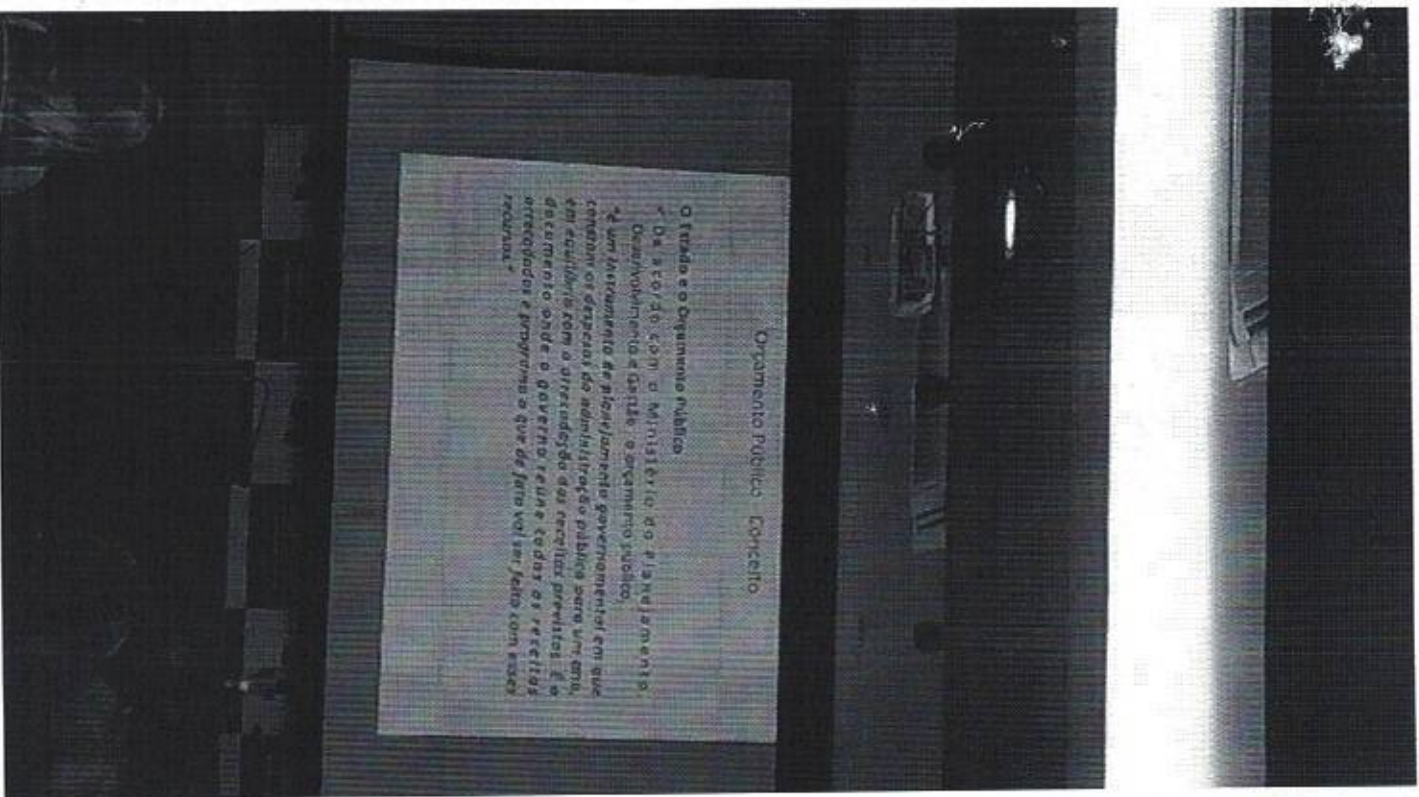 Orçamento Público Conceito
O Estado e o Orçamento Público
✓ De acordo com o Ministério do Planejamento,
Desenvolvimento e Gestão, o orçamento público,
"é um instrumento de planejamento governamental em que
constam as despesas da administração pública para um ano,
em equilíbrio com a arrecadação das receitas previstas. É o
documento onde o governo reúne todas as receitas
arrecadadas e programa o que de fato vai ser feito com esses
recursos."